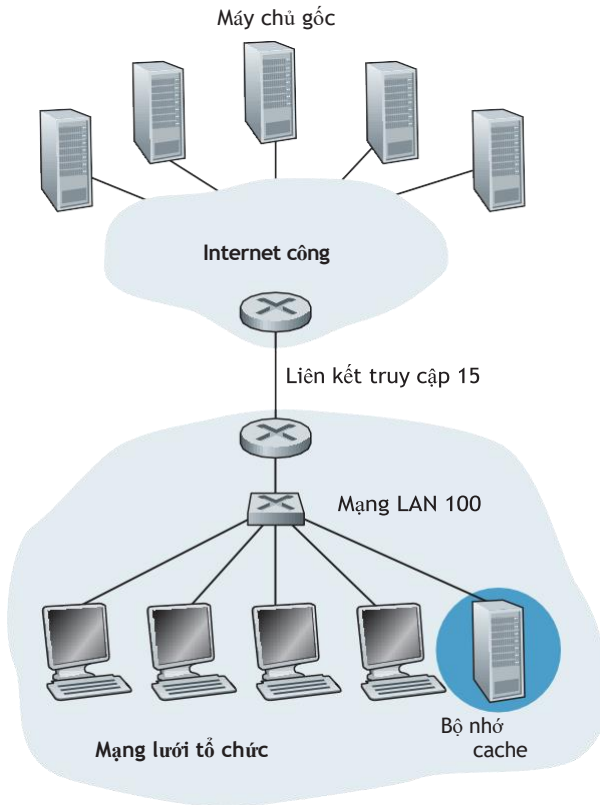 Máy chủ gốc
Internet công
Liên kết truy cập 15
Mạng LAN 100
Bộ nhớ
cache
Mạng lưới tổ chức